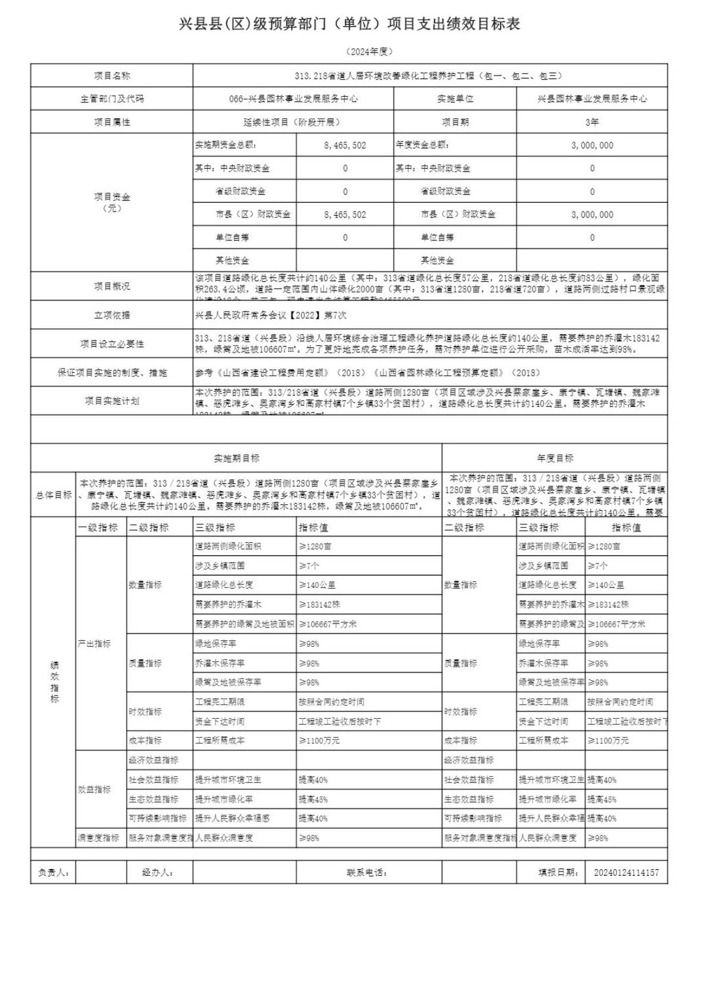 兴县县(区)级预算部门（单位）项目支出绩效目标表
（2024年度）
项目名称 313.218省道人居环境改善绿化工程养护工程（包一、包二、包三）
主管部门及代码 066-兴县园林事业发展服务中心 实施单位 兴县园林事业发展服务中心
项目属性 延续性项目（阶段开展） 项目期 3年
项目资金
（元）
实施期资金总额: 8,465,502 年度资金总额: 3,000,000
其中: 中央财政资金 0 其中: 中央财政资金 0
省级财政资金 0 省级财政资金 0
市县（区）财政资金 8,465,502 市县（区）财政资金 3,000,000
单位自筹 0 单位自筹 0
其他资金 其他资金
项目概况
该项目道路绿化总长度共计约140公里（其中: 313省道绿化总长度57公里，218省道绿化总长度约83公里），绿化面
积263.4公顷，道路一定范围内山体绿化2000亩（其中: 313省道1280亩，218省道720亩），道路两侧过路村口景观绿
立项依据 兴县人民政府常务会议【2022】第7次
项目设立必要性
313、218省道（兴县段）沿线人居环境综合治理工程绿化养护道路绿化总长度约140公里，需要养护的乔灌木183142
株，绿篱及地被106607㎡。为了更好地完成各项养护任务，需对养护单位进行公开采购，苗木成活率达到98%。
保证项目实施的制度、措施 参考《山西省建设工程费用定额》（2018）《山西省园林绿化工程预算定额》（2018）
项目实施计划
本次养护的范围: 313/218省道（兴县段）道路两侧1280亩（项目区域涉及兴县蔡家崖乡、康宁镇、瓦塘镇、魏家滩
镇、恶虎滩乡、奥家湾乡和高家村镇7个乡镇33个贫困村），道路绿化总长度共计约140公里。需要养护的乔灌木
183142株，绿篱及地被106607㎡
实施期目标 年度目标
总体目标
本次养护的范围: 313／218省道（兴县段）道路两侧1280亩（项目区域涉及兴县蔡家崖乡
、康宁镇、瓦塘镇、魏家滩镇、恶虎滩乡、奥家湾乡和高家村镇7个乡镇33个贫困村），道
路绿化总长度共计约140公里。需要养护的乔灌木183142株，绿篱及地被106607㎡。
本次养护的范围: 313／218省道（兴县段）道路两侧
1280亩（项目区域涉及兴县蔡家崖乡、康宁镇、瓦塘镇
、魏家滩镇、恶虎滩乡、奥家湾乡和高家村镇7个乡镇
33个贫困村），道路绿化总长度共计约140公里。需要
绩效指标
一级指标 二级指标 三级指标 指标值 二级指标 三级指标 指标值
产出指标
数量指标 道路两侧绿化面积 ≥1280亩 数量指标 道路两侧绿化面积 ≥1280亩
涉及乡镇范围 ≥7个 涉及乡镇范围 ≥7个
道路绿化总长度 ≥140公里 道路绿化总长度 ≥140公里
需要养护的乔灌木 ≥183142株 需要养护的乔灌木 ≥183142株
需要养护的绿篱及地被面积 ≥106667平方米 需要养护的绿篱及 ≥106667平方米
质量指标 绿地保存率 ≥98% 质量指标 绿地保存率 ≥98%
乔灌木保存率 ≥98% 乔灌木保存率 ≥98%
绿篱及地被保存率 ≥98% 绿篱及地被保存率 ≥98%
时效指标 工程完工期限 按照合同约定时间 时效指标 工程完工期限 按照合同约定时间
资金下达时间 工程竣工验收后按时下 资金下达时间 工程竣工验收后按时下
成本指标 工程所需成本 ≥1100万元 成本指标 工程所需成本 ≥1100万元
效益指标
经济效益指标 经济效益指标
社会效益指标 提升城市环境卫生 提高40% 社会效益指标 提升城市环境卫生 提高40%
生态效益指标 提升城市绿化率 提高45% 生态效益指标 提升城市绿化率 提高45%
可持续影响指标 提升人民群众幸福感 提高40% 可持续影响指标 提升人民群众幸福 提高40%
满意度指标 服务对象满意度指 人民群众满意度 ≥98% 服务对象满意度指标 人民群众满意度 ≥98%
负责人: 经办人: 联系电话: 填报日期: 20240124114157